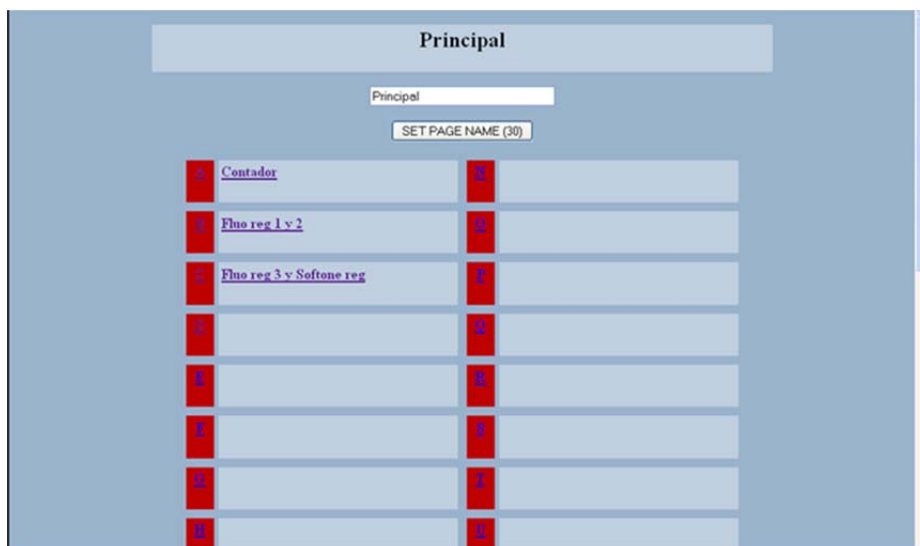 Principal
Principal
SET PAGE NAME (30)
A Contador N
B Fluo reg 1 y 2 O
C Fluo reg 3 y Softone reg P
D Q
E R
F S
G T
H U